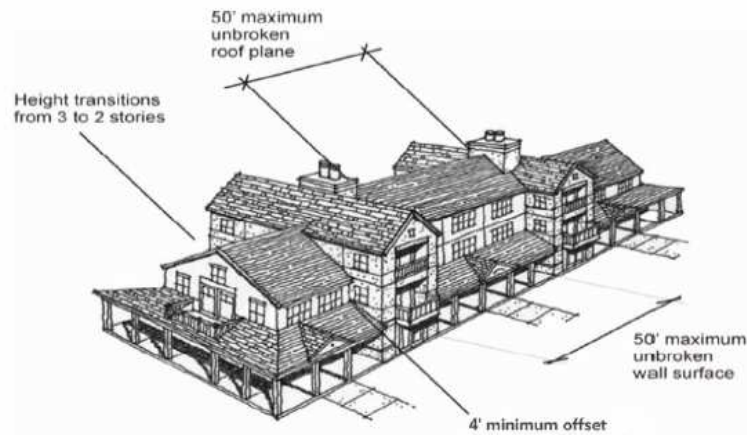 50' maximum
unbroken
roof plane
Height transitions
from 3 to 2 stories
50' maximum
unbroken
wall surface
4' minimum offset